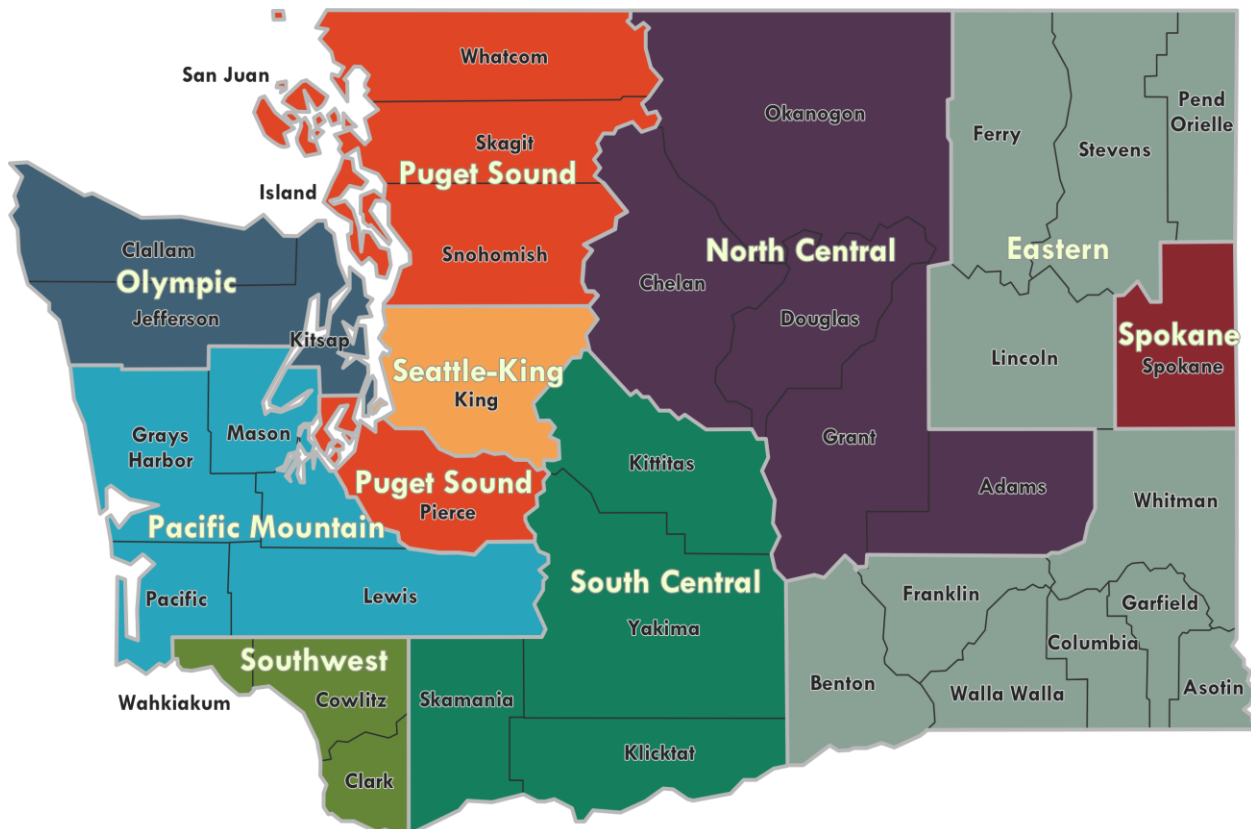 Whatcom
San Juan
Okanogon
Pend
Orielle
Ferry
Skagit
Stevens
Puget Sound
Island
Clallam
Snohomish
North Central
Eastern
Olympic
Chelan
Jefferson
Douglas
Kitsap
Spokane
Lincoln
Spokane
Seattle-King
King
Grays
Harbor
Mason
Grant
Kittitas
Puget Sound
Adams
Whitman
Pierce
Pacific Mountain
South Central
Franklin
Pacific
Lewis
Garfield
Yakima
Columbia
Southwest
Benton
Walla Walla
Asotin
Wahkiakum
Cowlitz
Skamania
Klicktat
Clark